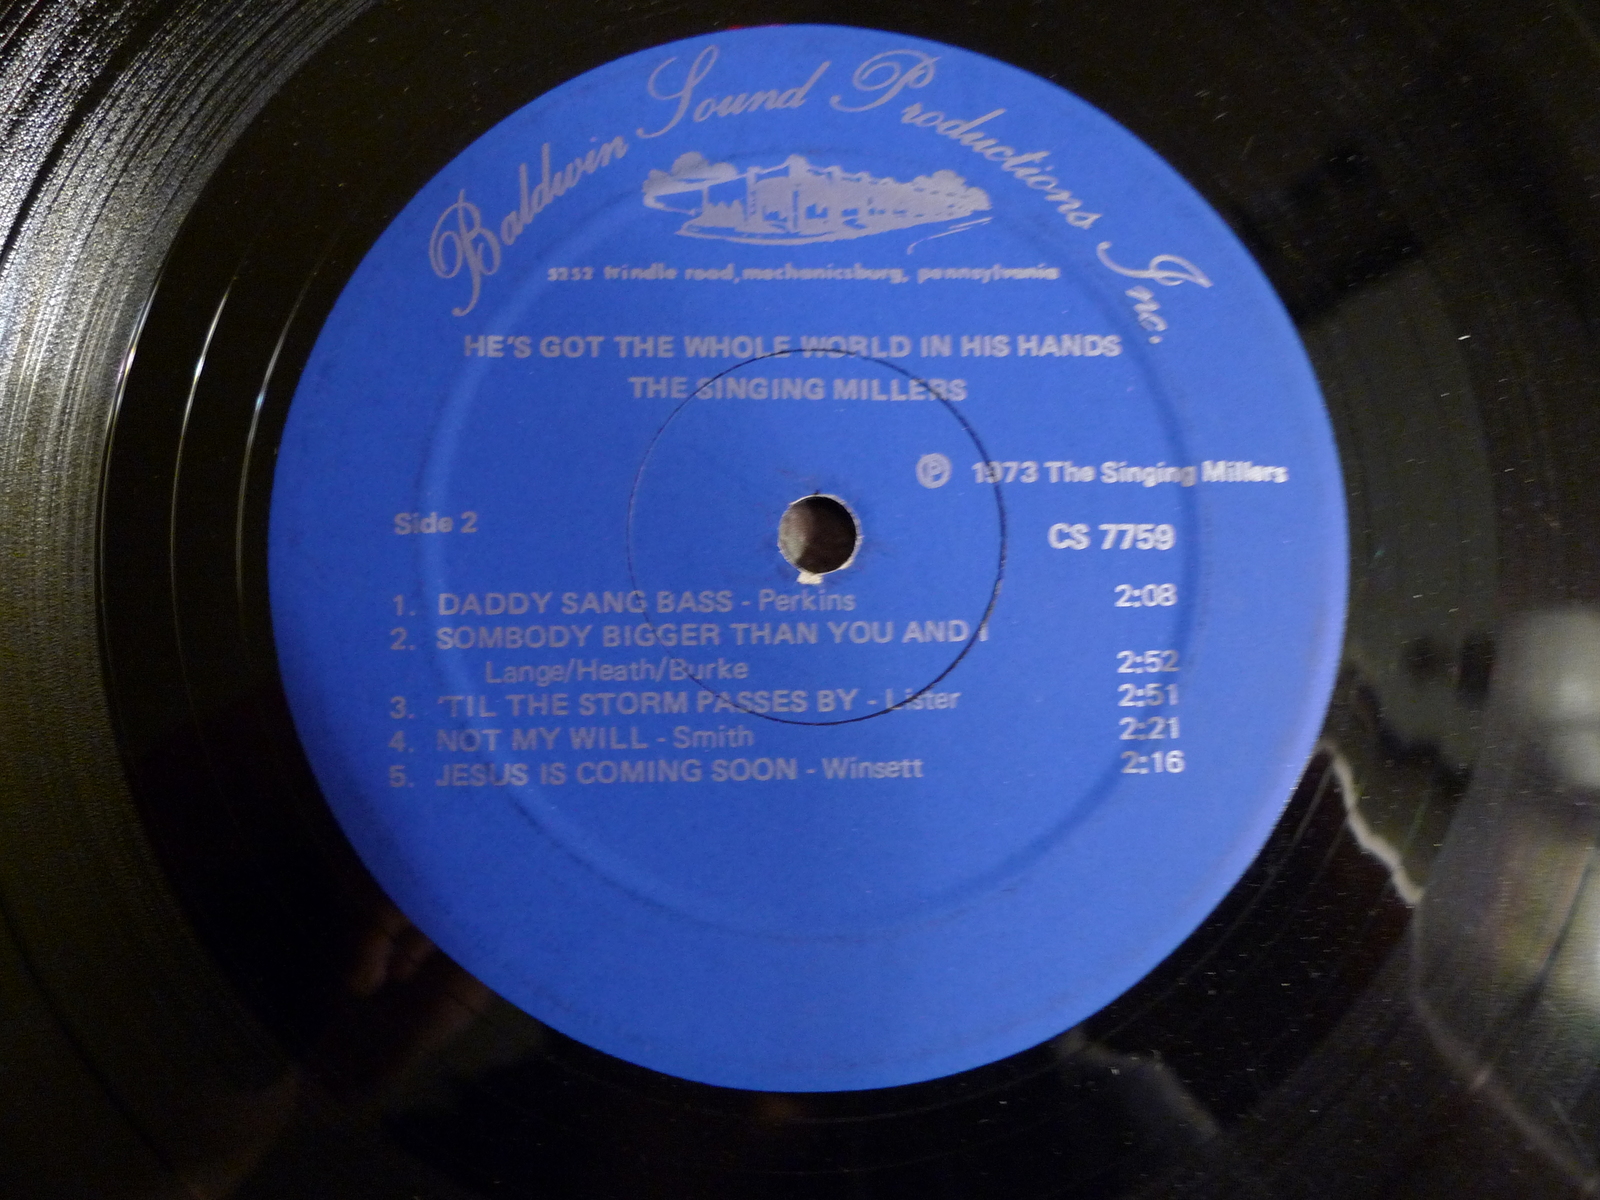 Baldwin Sound Productions Inc.
5252 trindle road, mechanicsburg, pennsylvania
HE'S GOT THE WHOLE WORLD IN HIS HANDS
THE SINGING MILLERS
Ⓟ 1973 The Singing Millers
Side 2
CS 7759
1. DADDY SANG BASS - Perkins 2:08
2. SOMBODY BIGGER THAN YOU AND I
Lange/Heath/Burke 2:52
3. 'TIL THE STORM PASSES BY - Lister 2:51
4. NOT MY WILL - Smith 2:21
5. JESUS IS COMING SOON - Winsett 2:16